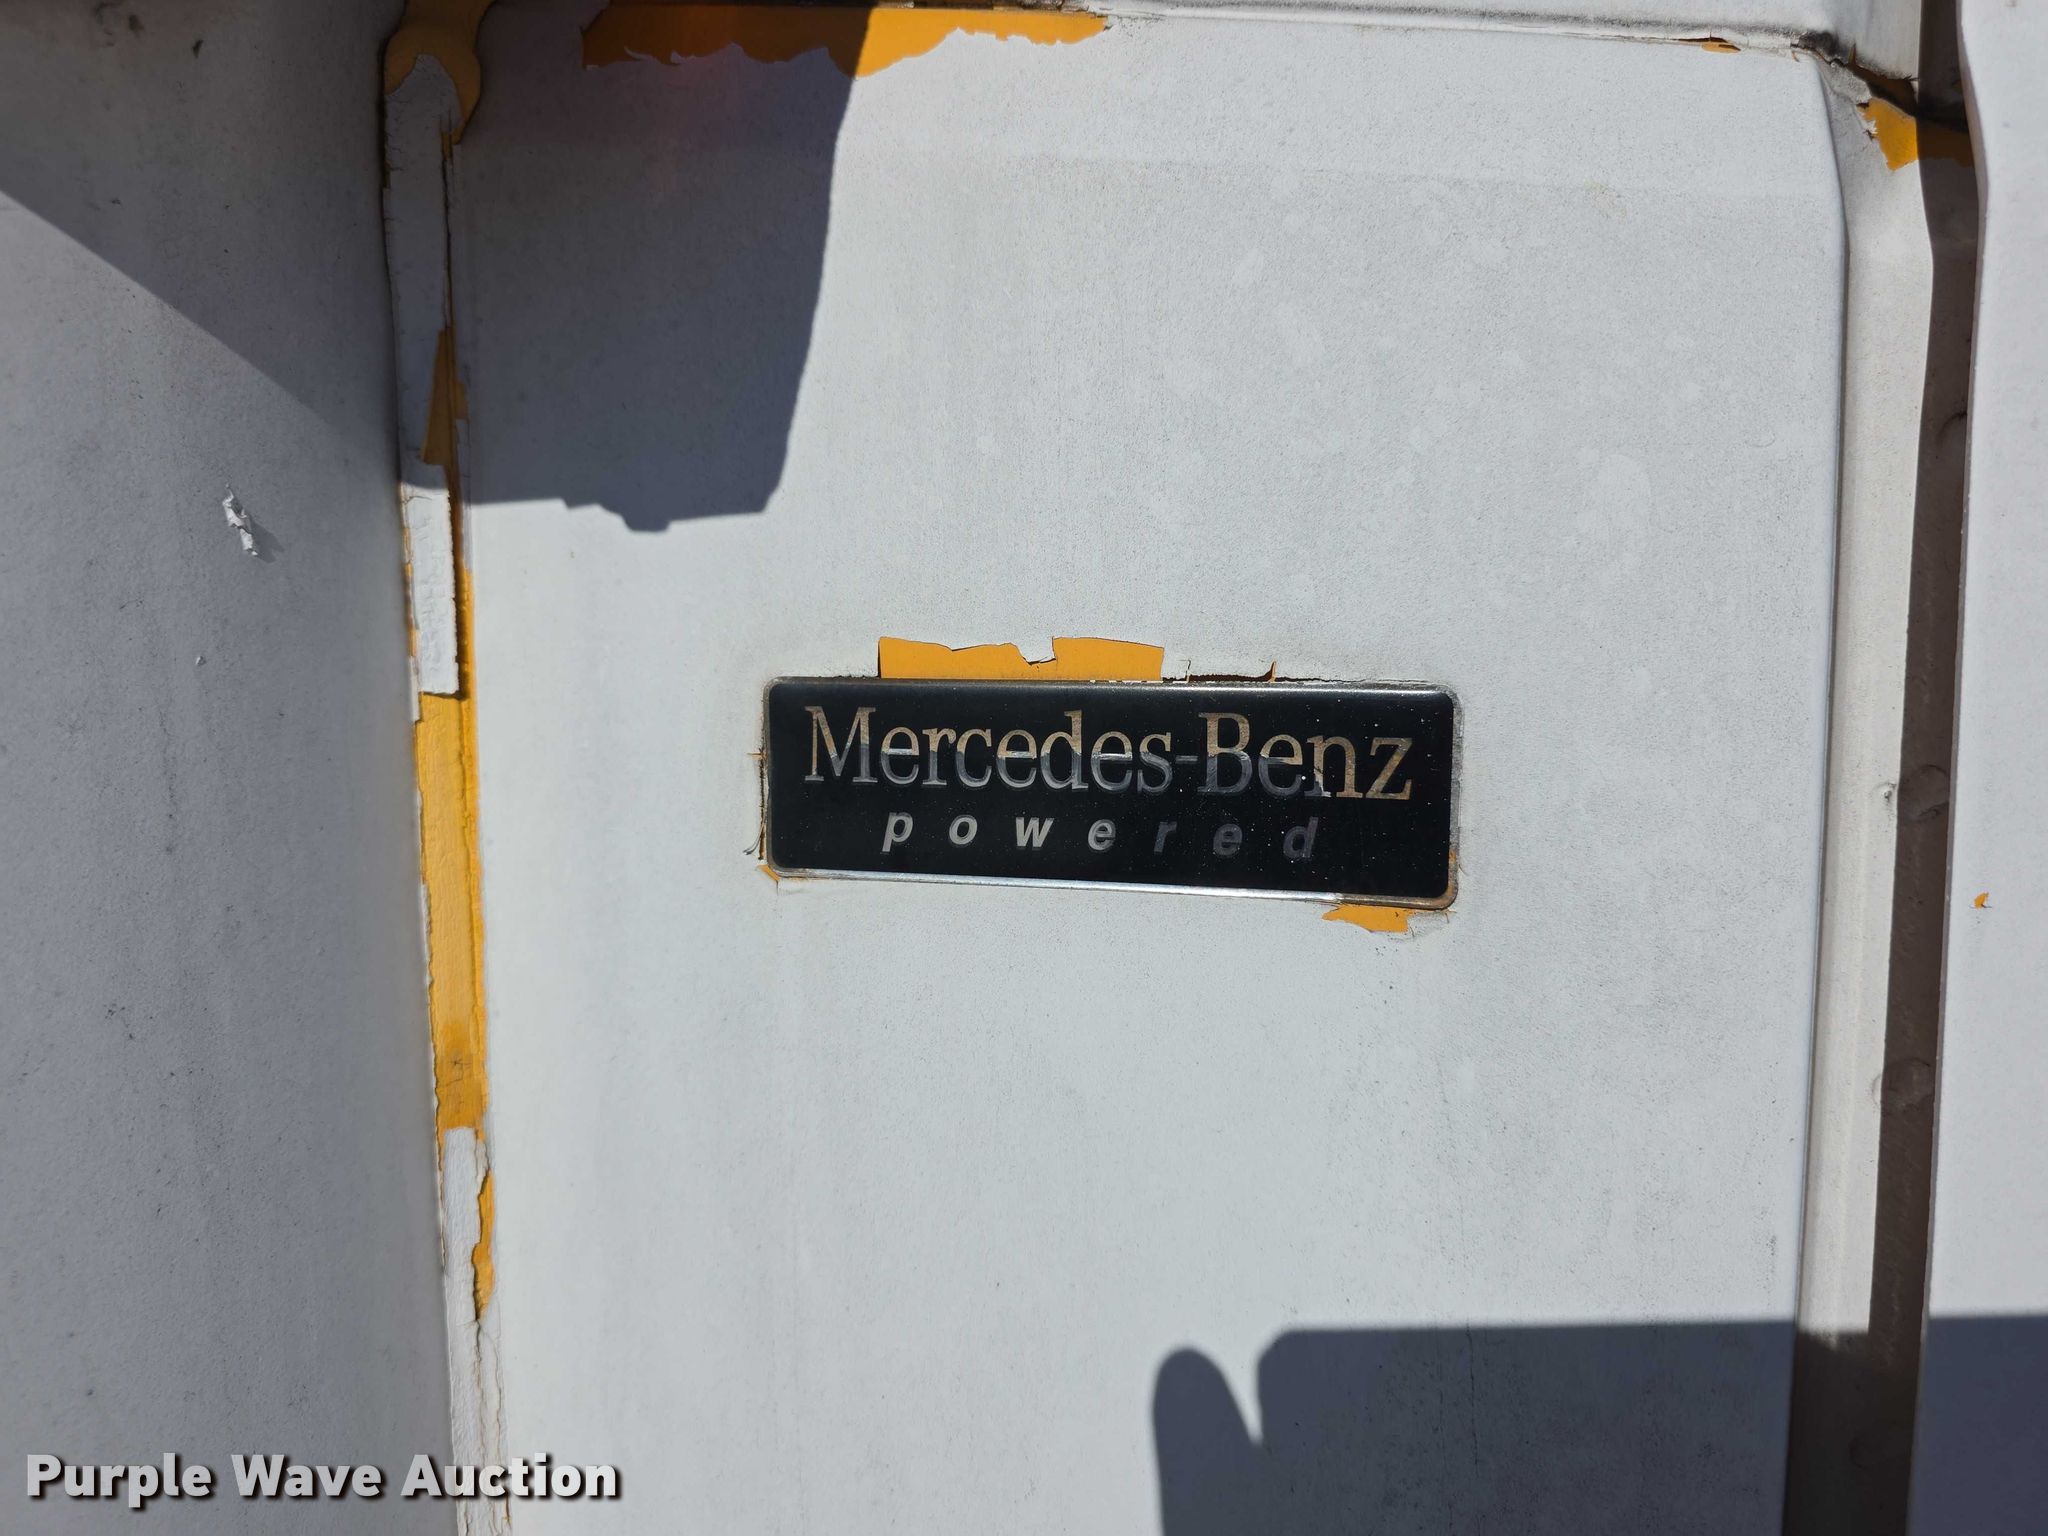 Mercedes-Benz
powered
Purple Wave Auction